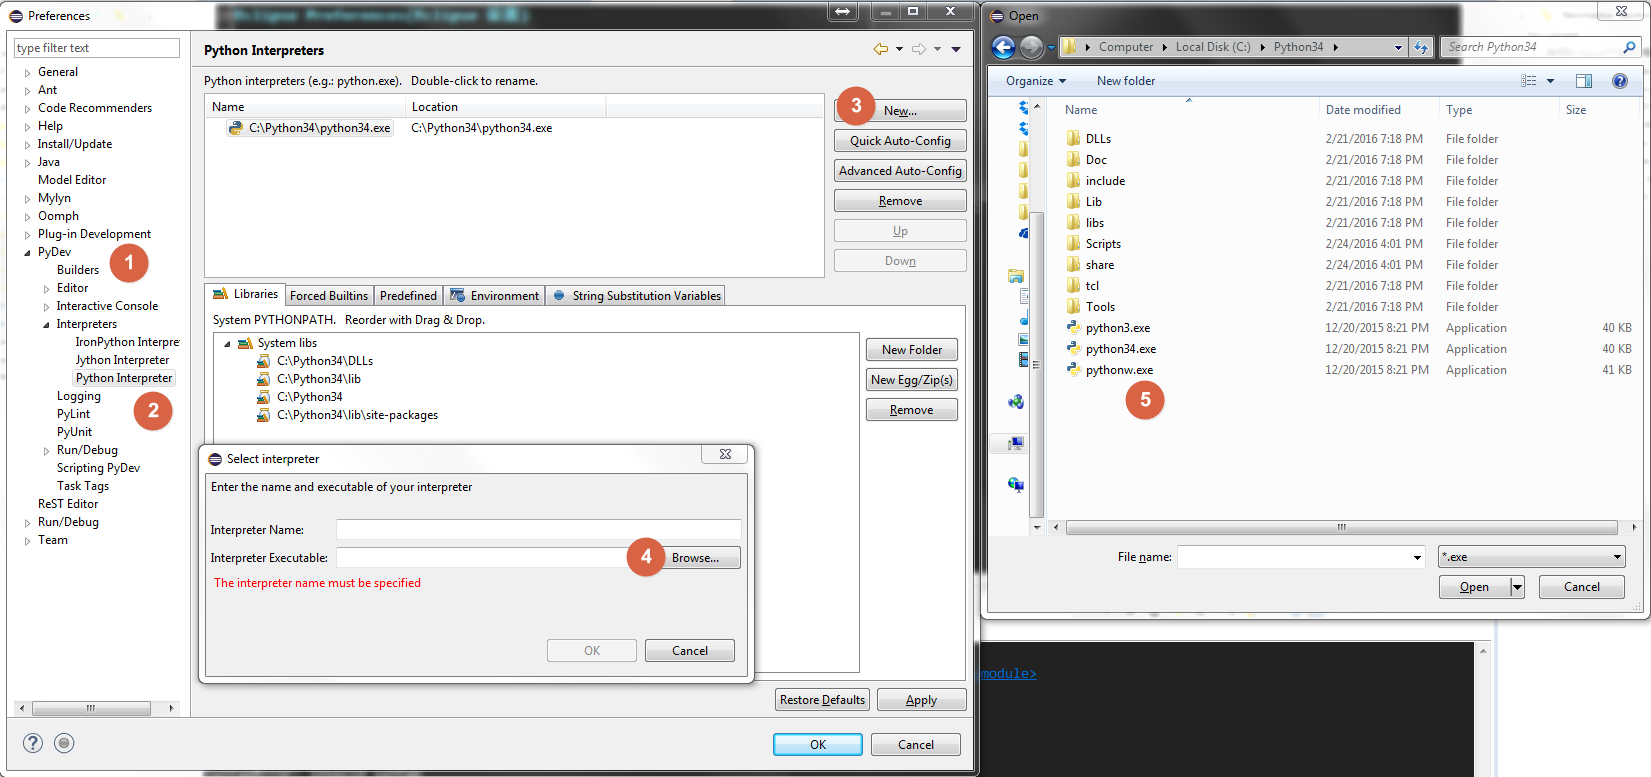 Preferences
type filter text
General
Ant
Code Recommenders
Help
Install/Update
Java
Model Editor
Mylyn
Oomph
Plug-in Development
PyDev
1
Builders
Editor
Interactive Console
Interpreters
IronPython Interpre
Jython Interpreter
Python Interpreter
Logging
2
PyLint
PyUnit
Run/Debug
Scripting PyDev
Task Tags
ReST Editor
Run/Debug
Team
Python Interpreters
Python interpreters (e.g.: python.exe). Double-click to rename.
Name Location
C:\Python34\python34.exe C:\Python34\python34.exe
3
New...
Quick Auto-Config
Advanced Auto-Config
Remove
Up
Down
Libraries Forced Builtins Predefined Environment String Substitution Variables
System PYTHONPATH. Reorder with Drag & Drop.
System libs
C:\Python34\DLLs
C:\Python34\lib
C:\Python34
C:\Python34\lib\site-packages
New Folder
New Egg/Zip(s)
Remove
Select interpreter
Enter the name and executable of your interpreter
Interpreter Name:
Interpreter Executable: 4 Browse...
The interpreter name must be specified
OK Cancel
Restore Defaults Apply
OK Cancel
Open
Computer Local Disk (C:) Python34 Search Python34
Organize New folder
Name Date modified Type Size
DLLs 2/21/2016 7:18 PM File folder
Doc 2/21/2016 7:18 PM File folder
include 2/21/2016 7:18 PM File folder
Lib 2/21/2016 7:18 PM File folder
libs 2/21/2016 7:18 PM File folder
Scripts 2/24/2016 4:01 PM File folder
share 2/24/2016 4:01 PM File folder
tcl 2/21/2016 7:18 PM File folder
Tools 2/21/2016 7:18 PM File folder
python3.exe 12/20/2015 8:21 PM Application 40 KB
python34.exe 12/20/2015 8:21 PM Application 40 KB
pythonw.exe 12/20/2015 8:21 PM Application 41 KB
5
File name: *.exe
Open Cancel
module>